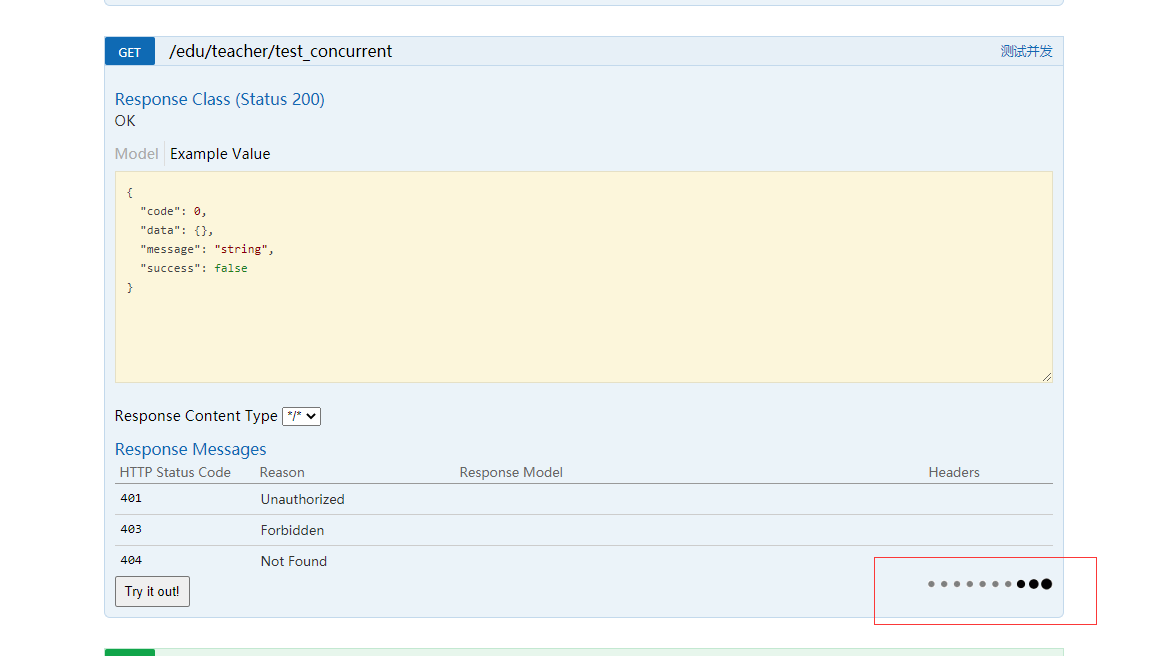 GET /edu/teacher/test_concurrent 测试并发
Response Class (Status 200)
OK
Model Example Value
{
"code": 0,
"data": {},
"message": "string",
"success": false
}
Response Content Type */*
Response Messages
HTTP Status Code Reason Response Model Headers
401 Unauthorized
403 Forbidden
404 Not Found
Try it out!